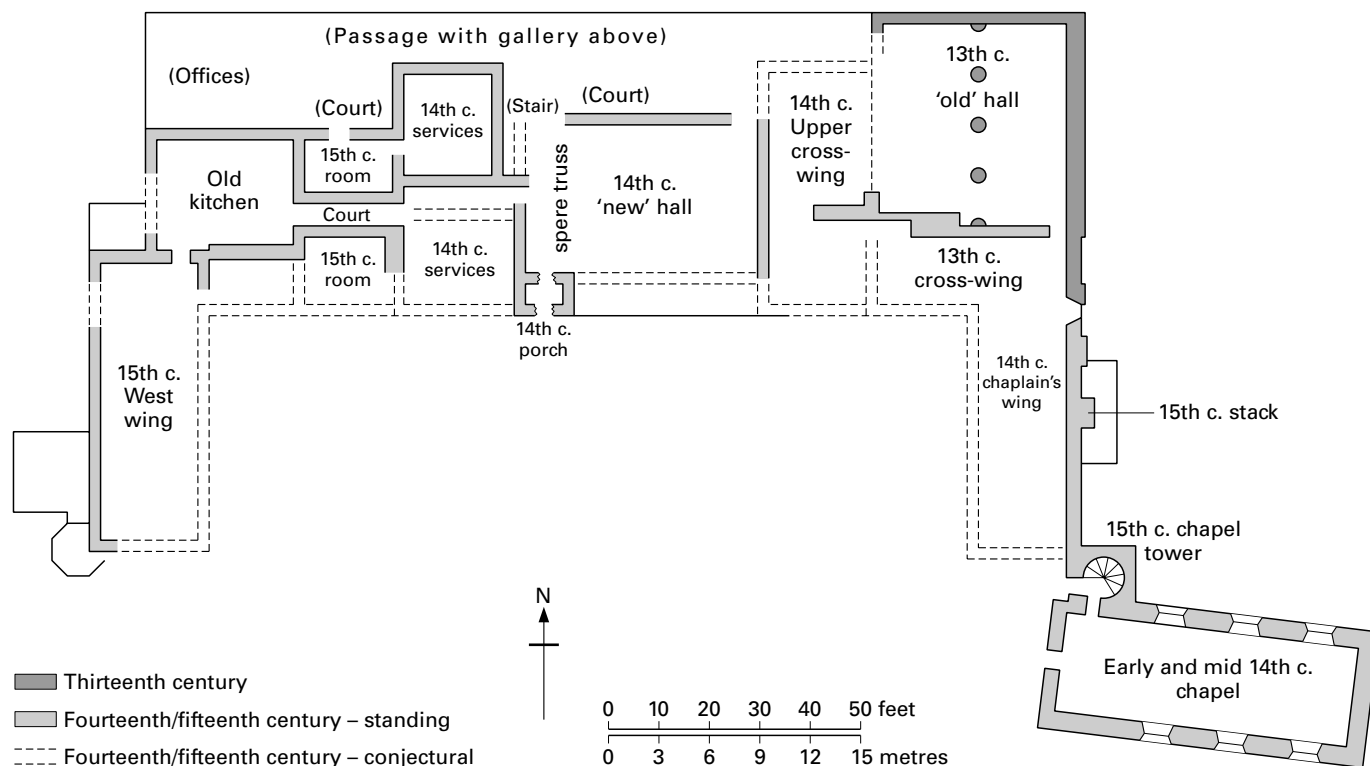 (Passage with gallery above)
(Offices)
(Court)
14th c.
services
(Stair)
(Court)
14th c.
Upper
cross-
wing
13th c.
'old' hall
15th c.
room
Old
kitchen
Court
spere truss
14th c.
'new' hall
15th c.
room
14th c.
services
13th c.
cross-wing
14th c.
porch
15th c.
West
wing
14th c.
chaplain's
wing
15th c. stack
15th c. chapel
tower
N
Early and mid 14th c.
chapel
Thirteenth century
Fourteenth/fifteenth century – standing
Fourteenth/fifteenth century – conjectural
0 10 20 30 40 50 feet
0 3 6 9 12 15 metres